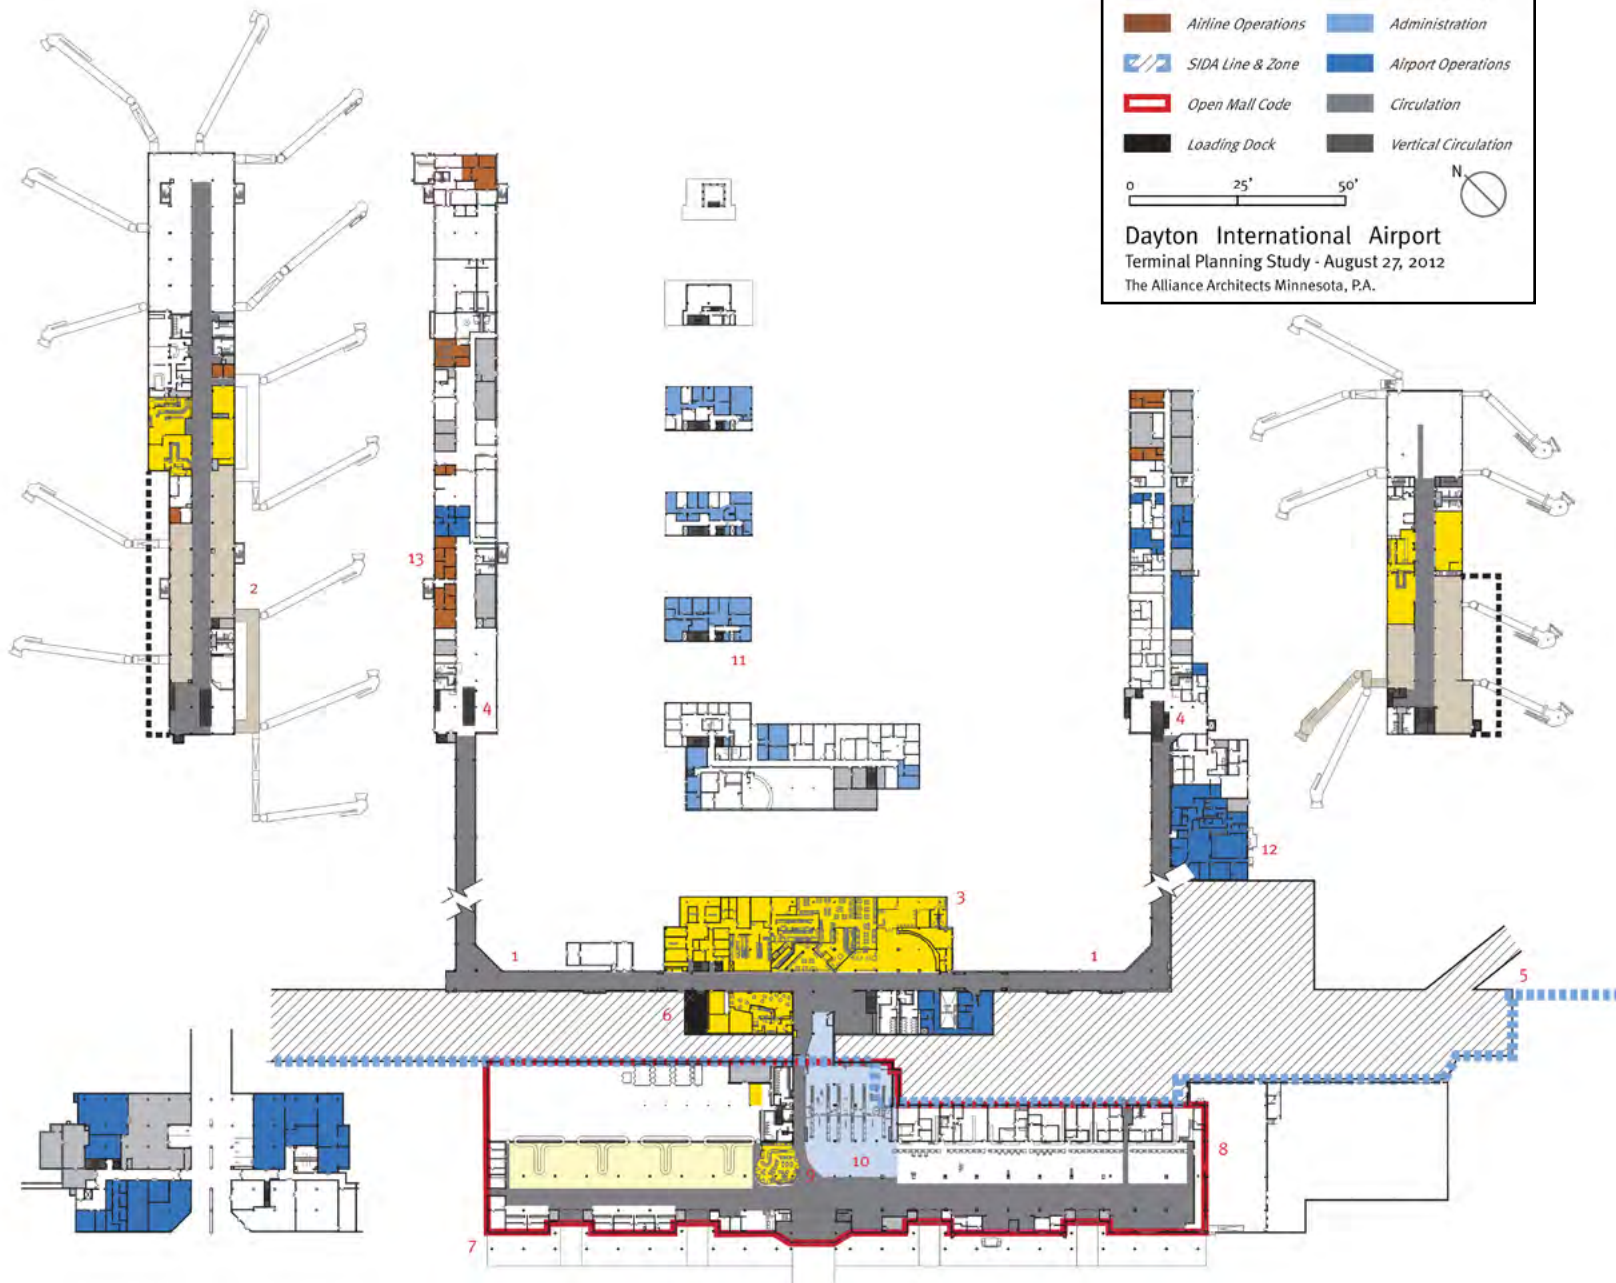 Airline Operations
Administration
SIDA Line & Zone
Airport Operations
Open Mall Code
Circulation
Loading Dock
Vertical Circulation
N
0 25' 50'
Dayton International Airport
Terminal Planning Study - August 27, 2012
The Alliance Architects Minnesota, P.A.
13
2
11
4
4
12
3
1
1
5
6
8
10
9
7